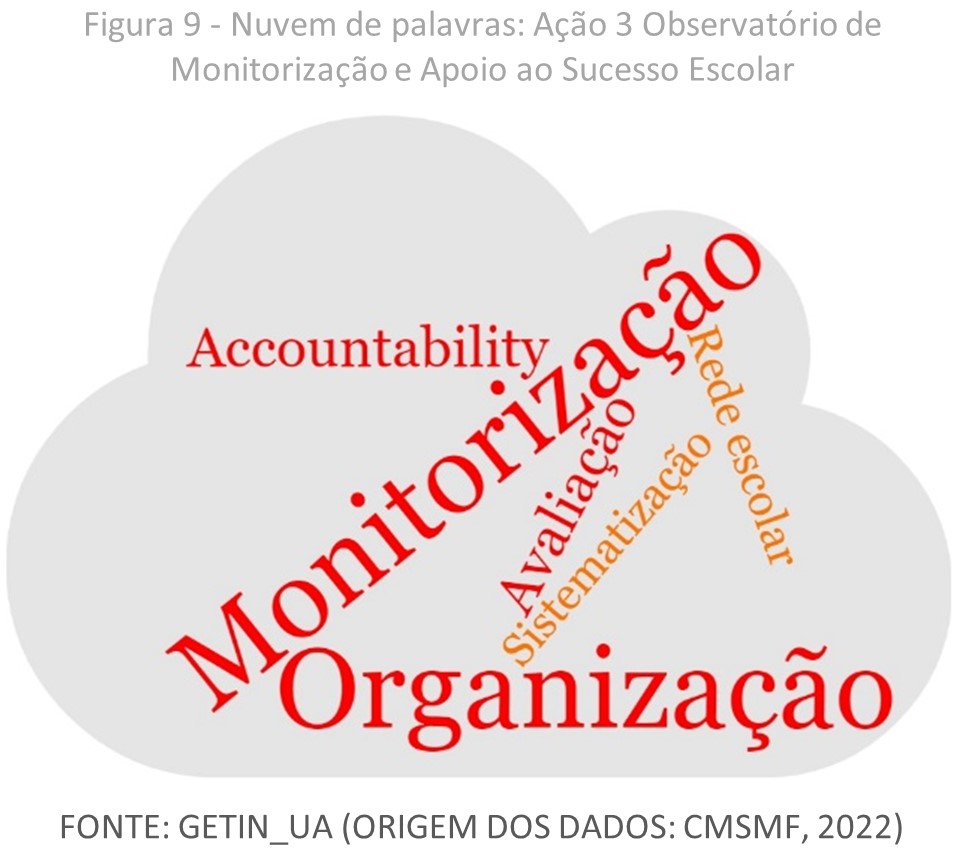 Figura 9 - Nuvem de palavras: Ação 3 Observatório de
Monitorização e Apoio ao Sucesso Escolar
Accountability
Monitorização
Rede escolar
Avaliação
Sistematização
Organização
FONTE: GETIN_UA (ORIGEM DOS DADOS: CMSMF, 2022)